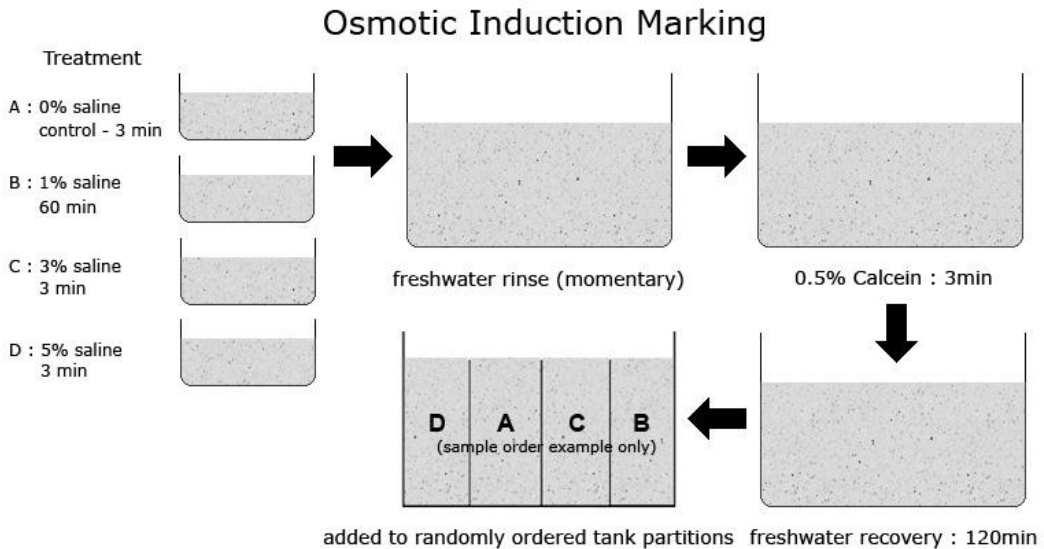 Osmotic Induction Marking
Treatment
A : 0% saline
control - 3 min
B : 1% saline
60 min
C : 3% saline
3 min
D : 5% saline
3 min
freshwater rinse (momentary)
0.5% Calcein : 3min
D A C B
(sample order example only)
added to randomly ordered tank partitions
freshwater recovery : 120min